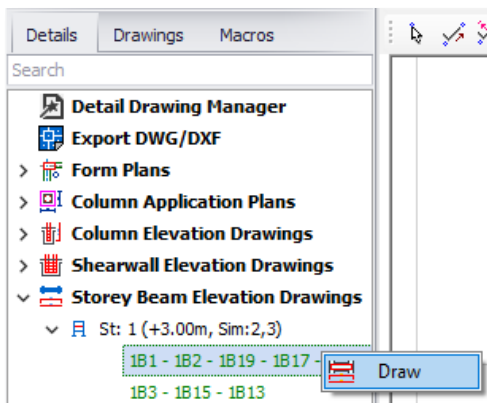 Details Drawings Macros
Search
Detail Drawing Manager
Export DWG/DXF
Form Plans
Column Application Plans
Column Elevation Drawings
Shearwall Elevation Drawings
Storey Beam Elevation Drawings
St: 1 (+3.00m, Sim:2,3)
1B1 - 1B2 - 1B19 - 1B17 -
Draw
1B3 - 1B15 - 1B13